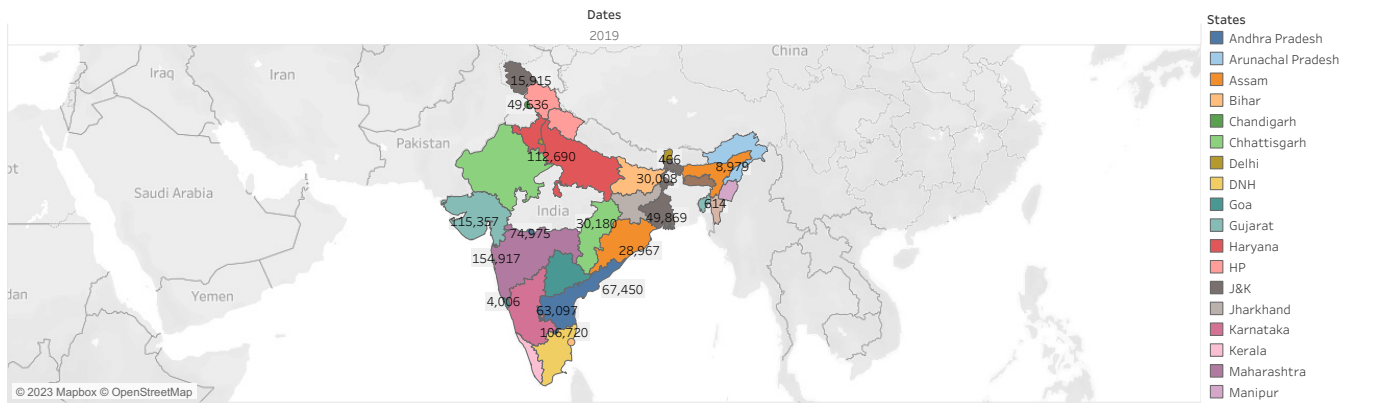 Dates
2019
States
Andhra Pradesh
Arunachal Pradesh
Assam
Bihar
Chandigarh
Chhattisgarh
Delhi
DNH
Goa
Gujarat
Haryana
HP
J&K
Jharkhand
Karnataka
Kerala
Maharashtra
Manipur
China
Iraq
Iran
15,915
49,636
Pakistan
112,690
466
8,979
30,008
ot
Saudi Arabia
India
115,357
30,180
49,869
614
74,975
28,967
154,917
67,450
dan
Yemen
4,006
63,097
106,720
© 2023 Mapbox © OpenStreetMap